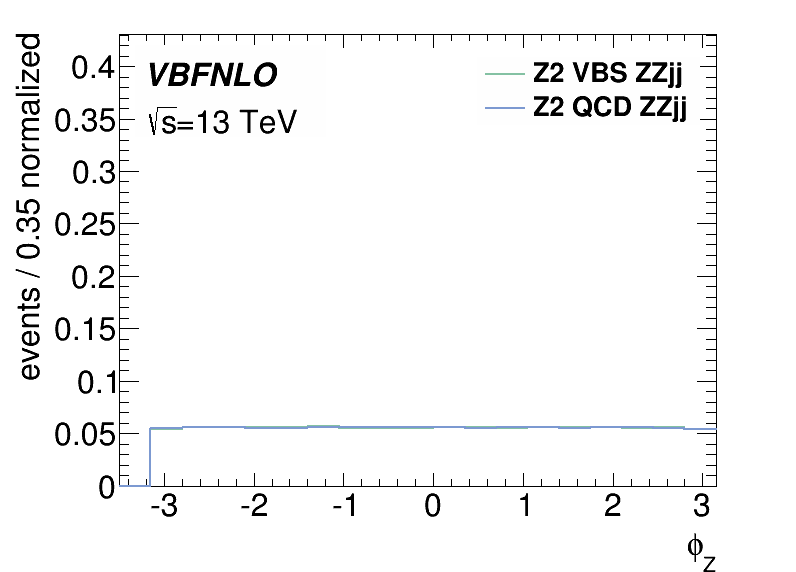 events / 0.35 normalized
0.4
0.35
0.3
0.25
0.2
0.15
0.1
0.05
0
VBFNLO
√s=13 TeV
Z2 VBS ZZjj
Z2 QCD ZZjj
-3 -2 -1 0 1 2 3
ϕZ